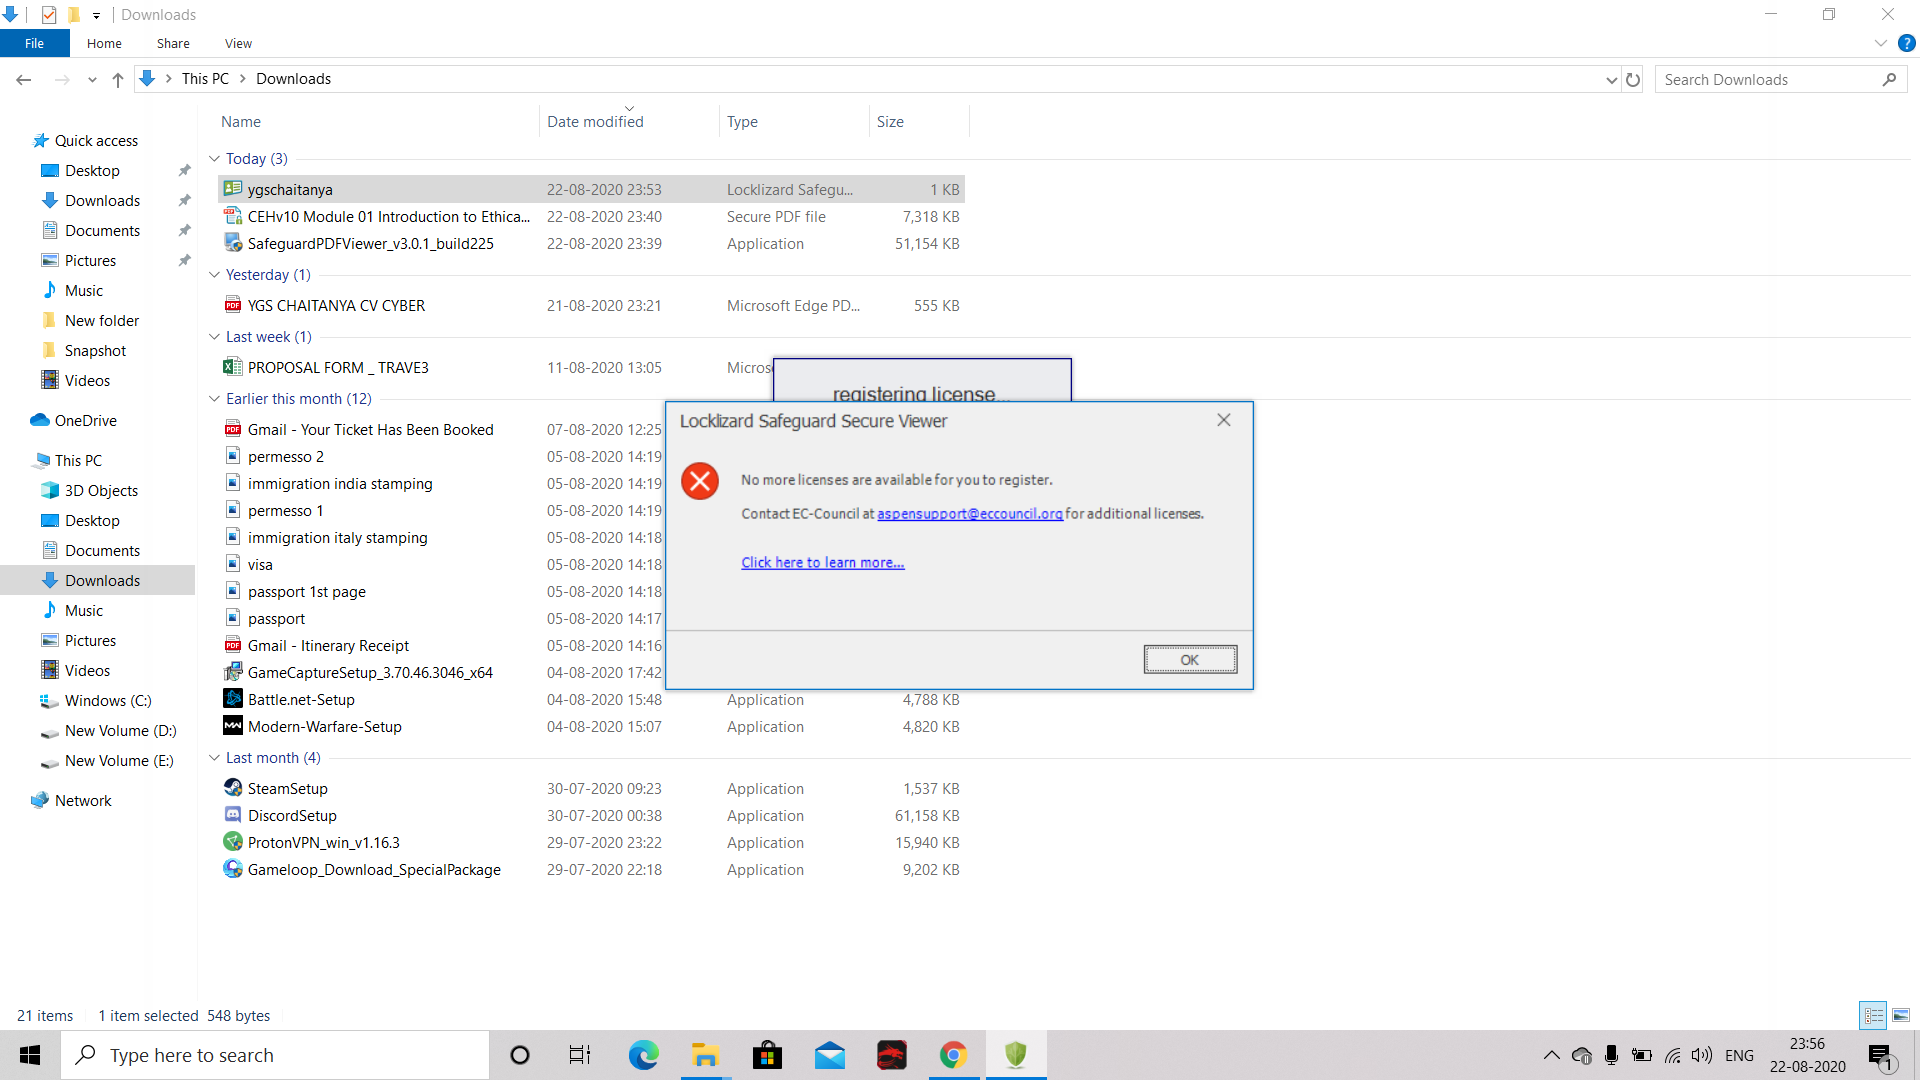 Downloads
File Home Share View
This PC Downloads
Search Downloads
Name Date modified Type Size
Quick access
Desktop
Downloads
Documents
Pictures
Music
New folder
Snapshot
Videos
OneDrive
This PC
3D Objects
Desktop
Documents
Downloads
Music
Pictures
Videos
Windows (C:)
New Volume (D:)
New Volume (E:)
Network
Today (3)
ygschaitanya 22-08-2020 23:53 Locklizard Safegu... 1 KB
CEHv10 Module 01 Introduction to Ethica... 22-08-2020 23:40 Secure PDF file 7,318 KB
SafeguardPDFViewer_v3.0.1_build225 22-08-2020 23:39 Application 51,154 KB
Yesterday (1)
YGS CHAITANYA CV CYBER 21-08-2020 23:21 Microsoft Edge PD... 555 KB
Last week (1)
PROPOSAL FORM _ TRAVE3 11-08-2020 13:05 Micros
Earlier this month (12)
Gmail - Your Ticket Has Been Booked 07-08-2020 12:25
permesso 2 05-08-2020 14:19
immigration india stamping 05-08-2020 14:19
permesso 1 05-08-2020 14:19
immigration italy stamping 05-08-2020 14:18
visa 05-08-2020 14:18
passport 1st page 05-08-2020 14:18
passport 05-08-2020 14:17
Gmail - Itinerary Receipt 05-08-2020 14:16
GameCaptureSetup_3.70.46.3046_x64 04-08-2020 17:42
Battle.net-Setup 04-08-2020 15:48 Application 4,788 KB
Modern-Warfare-Setup 04-08-2020 15:07 Application 4,820 KB
Last month (4)
SteamSetup 30-07-2020 09:23 Application 1,537 KB
DiscordSetup 30-07-2020 00:38 Application 61,158 KB
ProtonVPN_win_v1.16.3 29-07-2020 23:22 Application 15,940 KB
Gameloop_Download_SpecialPackage 29-07-2020 22:18 Application 9,202 KB
registering license...
Locklizard Safeguard Secure Viewer
No more licenses are available for you to register.
Contact EC-Council at aspensupport@eccouncil.org for additional licenses.
Click here to learn more...
OK
21 items 1 item selected 548 bytes
Type here to search
ENG
23:56
22-08-2020
1